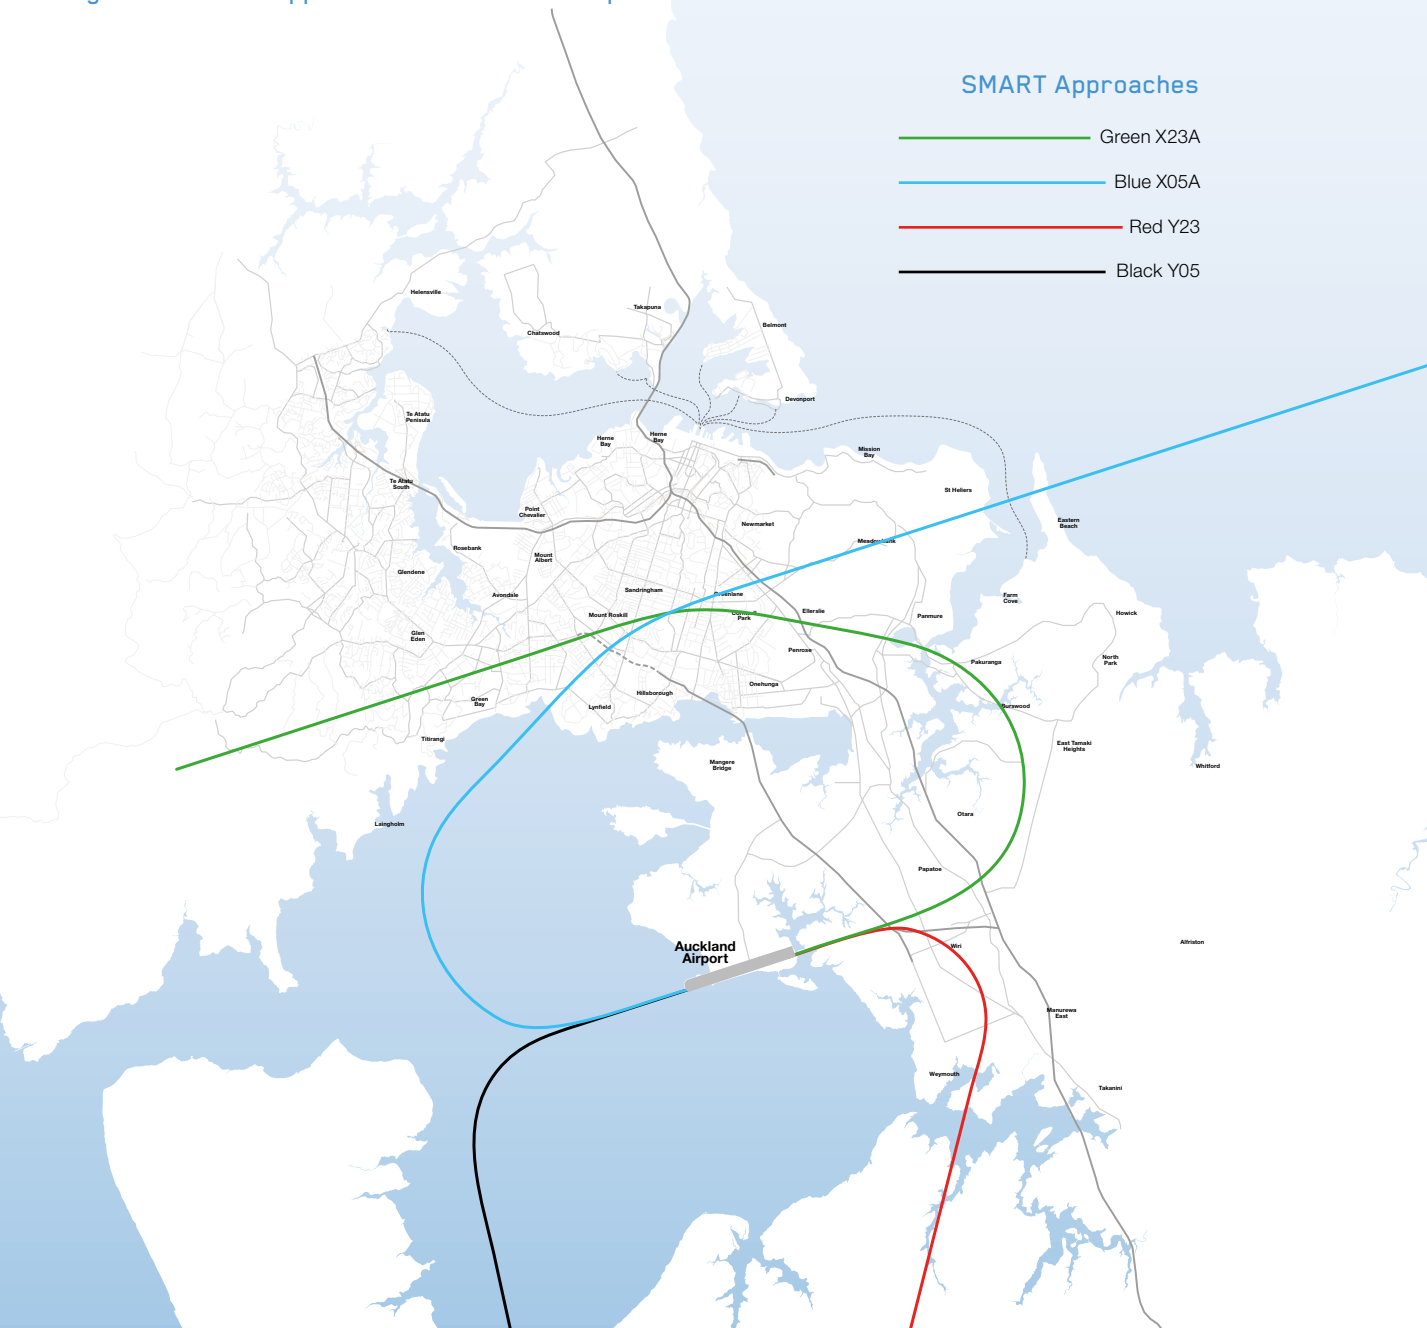 SMART Approaches
Green X23A
Blue X05A
Red Y23
Black Y05
Helensville
Takapuna
Chatswood
Belmont
Devonport
Te Atatu
Penisula
Herne
Bay
Herne
Bay
Mission
Bay
Te Atatu
South
St Heliers
Point
Chevalier
Newmarket
Eastern
Beach
Rosebank
Mount
Albert
Meadowbank
Glendene
Sandringham
Greenlane
Avondale
Farm
Cove
Mount Roskill
Park
Ellerslie
Panmure
Howick
Glen
Eden
Penrose
Pakuranga
North
Park
Onehunga
Hillsborough
Green
Bay
Lynfield
Burswood
Titirangi
East Tamaki
Heights
Mangere
Bridge
Whitford
Laingholm
Otara
Papatoe
Auckland
Airport
Wiri
Alfriston
Manurewa
East
Weymouth
Takanini